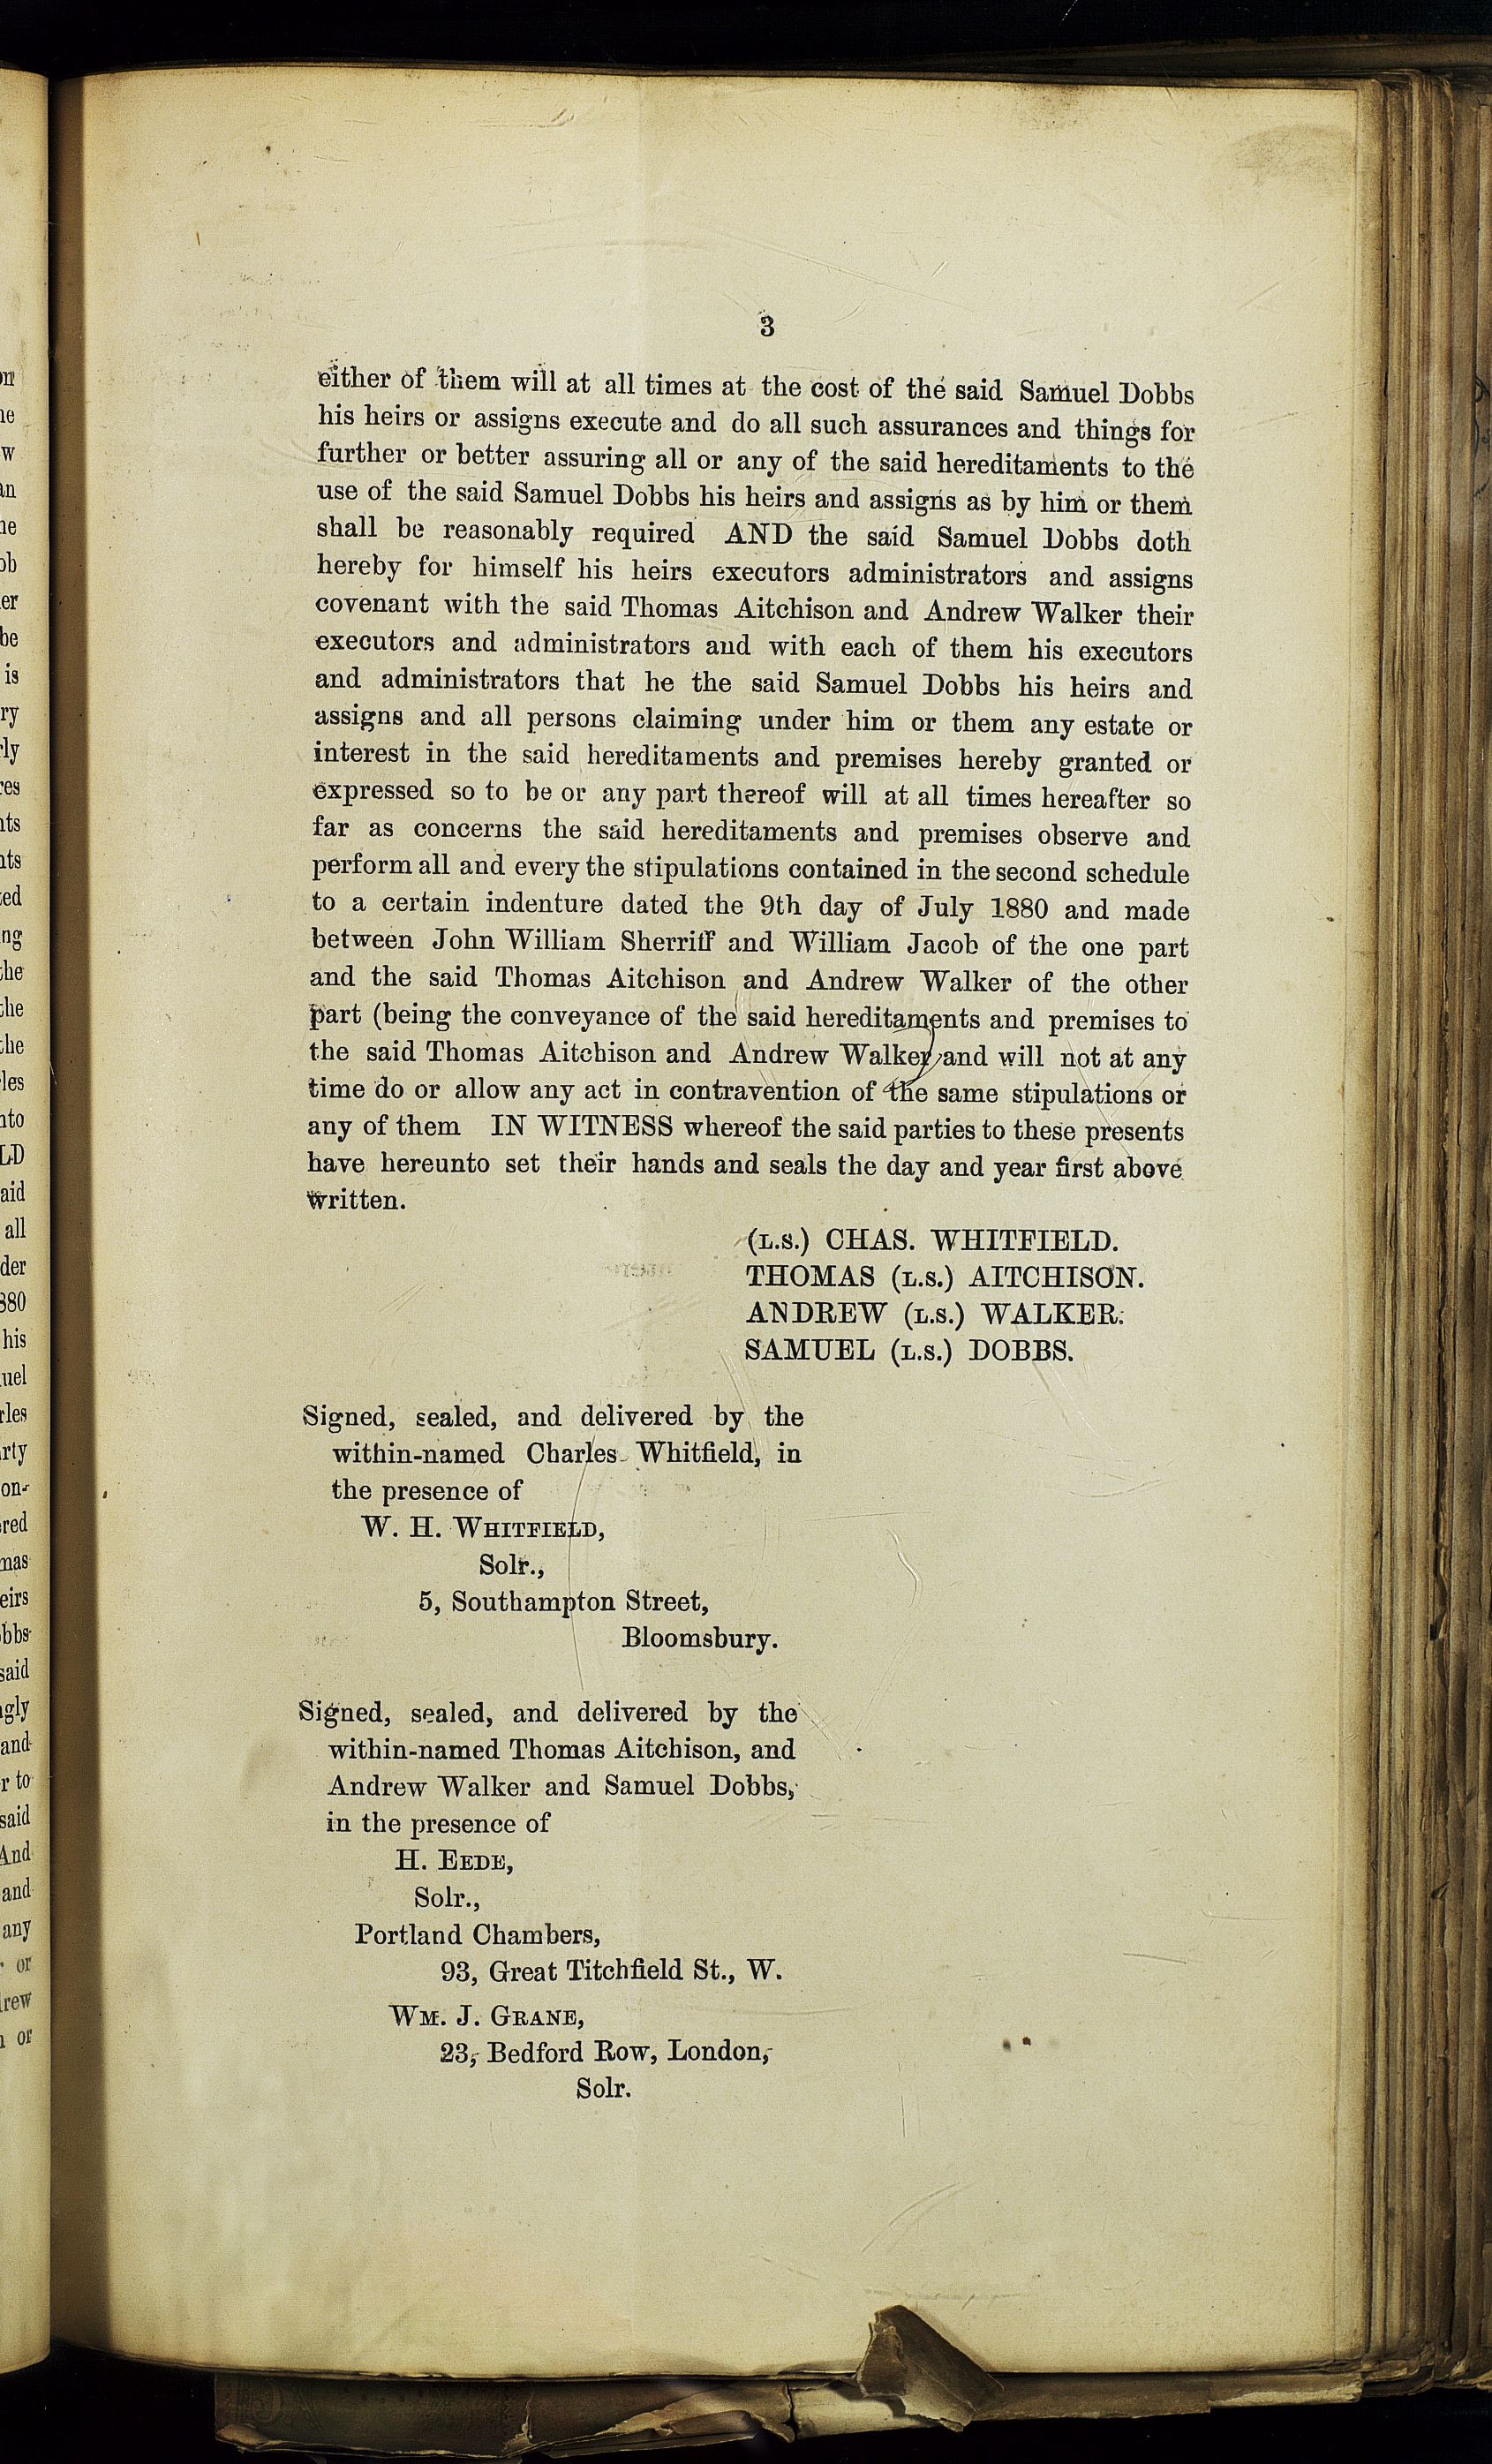 3
either of them will at all times at the cost of the said Samuel Dobbs
his heirs or assigns execute and do all such assurances and things for
further or better assuring all or any of the said hereditaments to the
use of the said Samuel Dobbs his heirs and assigns as by him or them
shall be reasonably required AND the said Samuel Dobbs doth
hereby for himself his heirs executors administrators and assigns
covenant with the said Thomas Aitchison and Andrew Walker their
executors and administrators and with each of them his executors
and administrators that he the said Samuel Dobbs his heirs and
assigns and all persons claiming under him or them any estate or
interest in the said hereditaments and premises hereby granted or
expressed so to be or any part thereof will at all times hereafter so
far as concerns the said hereditaments and premises observe and
perform all and every the stipulations contained in the second schedule
to a certain indenture dated the 9th day of July 1880 and made
between John William Sherriff and William Jacob of the one part
and the said Thomas Aitchison and Andrew Walker of the other
part (being the conveyance of the said hereditaments and premises to
the said Thomas Aitchison and Andrew Walker) and will not at any
time do or allow any act in contravention of the same stipulations or
any of them IN WITNESS whereof the said parties to these presents
have hereunto set their hands and seals the day and year first above
written.
(L.S.) CHAS. WHITFIELD.
THOMAS (L.S.) AITCHISON.
ANDREW (L.S.) WALKER.
SAMUEL (L.S.) DOBBS.
Signed, sealed, and delivered by the
within-named Charles Whitfield, in
the presence of
W. H. WHITFIELD,
Solr.,
5, Southampton Street,
Bloomsbury.
Signed, sealed, and delivered by the
within-named Thomas Aitchison, and
Andrew Walker and Samuel Dobbs,
in the presence of
H. EEDE,
Solr.,
Portland Chambers,
93, Great Titchfield St., W.
WM. J. GRANE,
23, Bedford Row, London,
Solr.